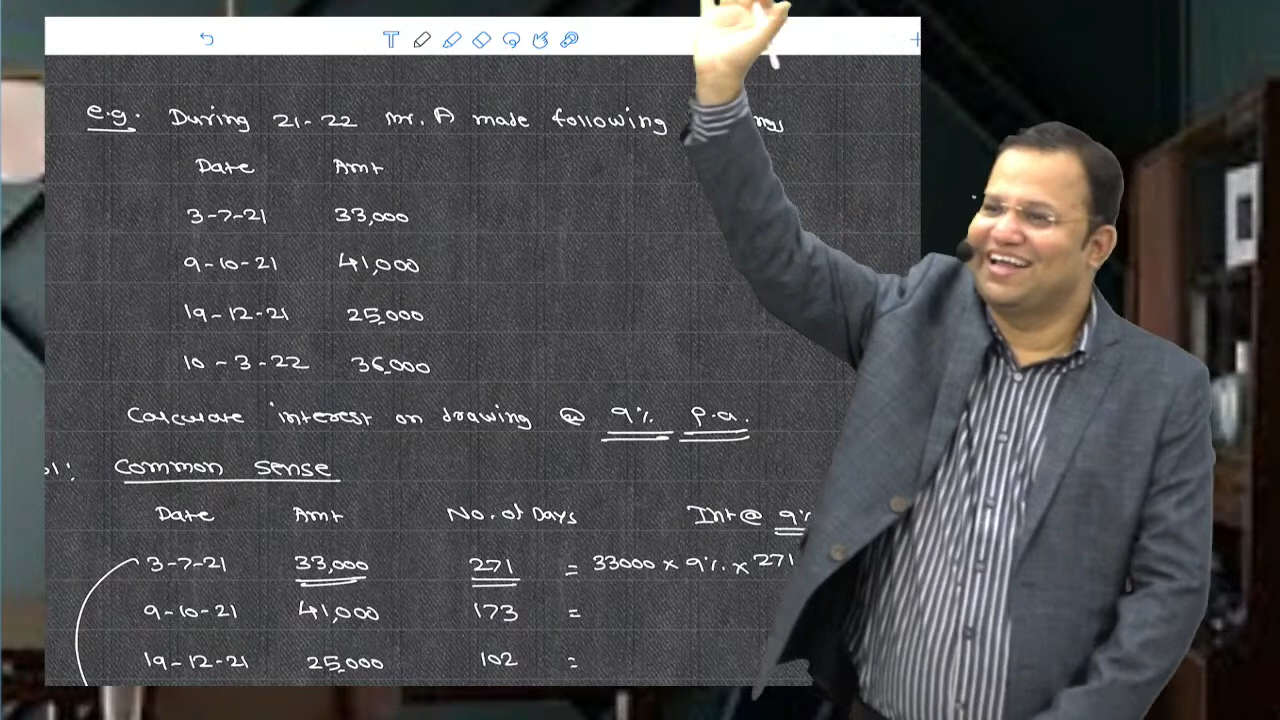 e.g. During 21-22 Mr. A made following
Date Amt
3-7-21 33,000
9-10-21 41,000
19-12-21 25,000
10-3-22 36,000
Calculate interest on drawing @ 9% p.a.
Common sense
Date Amt No. of Days Int @ 9%
3-7-21 33,000 271 = 33000 x 9% x 271
9-10-21 41,000 173 =
19-12-21 25,000 102 =